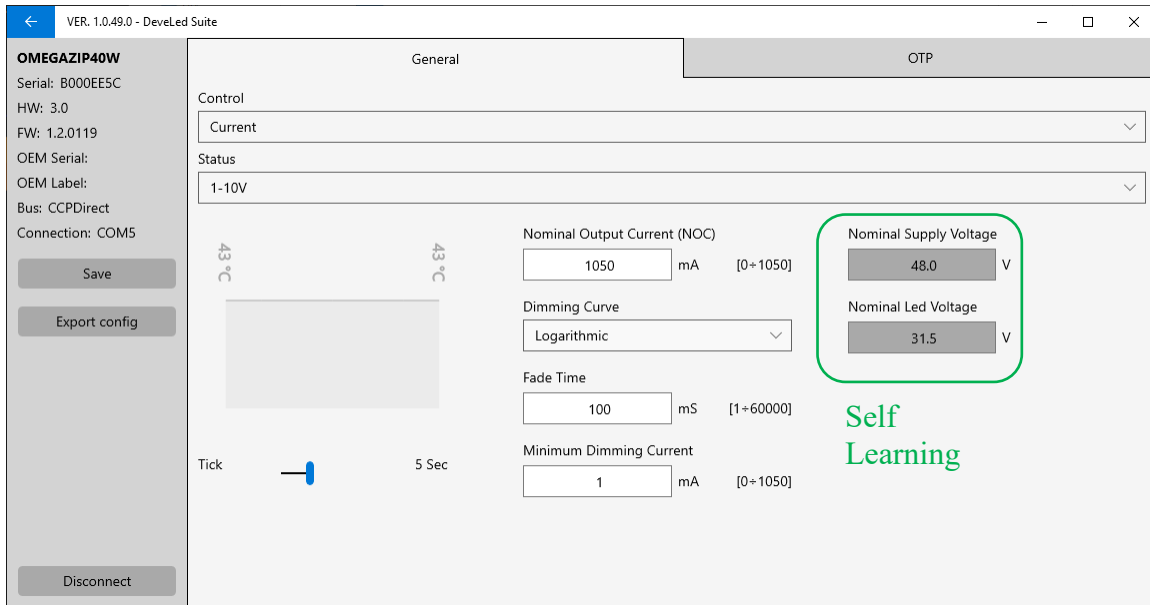 VER. 1.0.49.0 - DeveLed Suite
OMEGAZIP40W
Serial: B000EE5C
HW: 3.0
FW: 1.2.0119
OEM Serial:
OEM Label:
Bus: CCPDirect
Connection: COM5
Save
Export config
Disconnect
General
OTP
Control
Current
Status
1-10V
43 °C
43 °C
Tick
5 Sec
Nominal Output Current (NOC)
1050 mA [0÷1050]
Dimming Curve
Logarithmic
Fade Time
100 mS [1÷60000]
Minimum Dimming Current
1 mA [0÷1050]
Nominal Supply Voltage
48.0 V
Nominal Led Voltage
31.5 V
Self
Learning